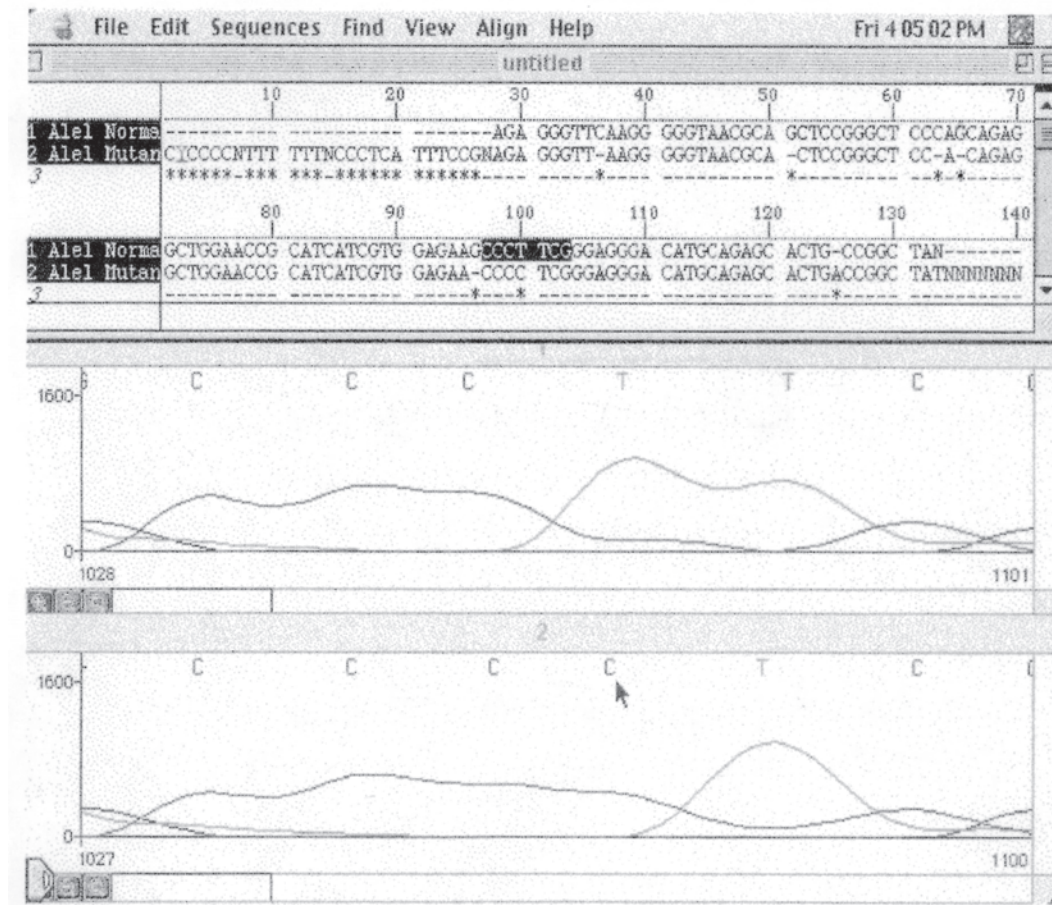 File Edit Sequences Find View Align Help Fri 4 05 02 PM
untitled
10 20 30 40 50 60 70
1 Alel Norma -------------------------AGA GGGTTCAAGG GGGTAACGCA GCTCCGGGCT CCCAGCAGAG
2 Alel Mutan CYCCCCNTTT TTTNCCCTCA TTTCCGNAGA GGGTT-AAGG GGGTAACGCA -CTCCGGGCT CC-A-CAGAG
3 ******-*** ***-****** ******---- -----*---- ---------- *--------- ---*-*----
80 90 100 110 120 130 140
1 Alel Norma GCTGGAACCG CATCATCGTG GAGAAGCCCT TCGGGAGGGA CATGCAGAGC ACTG-CCGGC TAN-------
2 Alel Mutan GCTGGAACCG CATCATCGTG GAGAA-CCCC TCGGGAGGGA CATGCAGAGC ACTGACCGGC TATNNNNNNN
3 ---------- ---------- -----*---* ---------- ---------- ----*----- ----------
1
G C C C T T C
1600
0
1028 1101
2
C C C C T C
1600
0
1027 1100